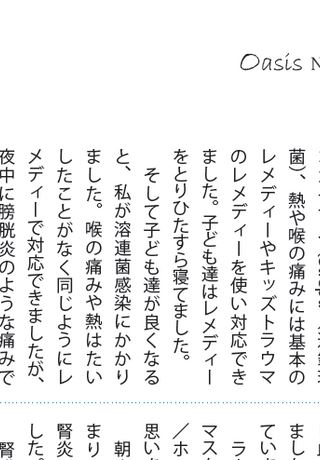 Oasis N
菌)、熱や喉の痛みには基本の
レメディーやキッズトラウマ
のレメディーを使い対応でき
ました。子ども達はレメディー
をとりひたすら寝てました。
そして子ども達が良くなる
と、私が溶連菌感染にかかり
ました。喉の痛みや熱はたい
したことがなく同じようにレ
メディーで対応できましたが、
夜中に膀胱炎のような痛みで
ました
ていた
ラ
マス
／ホ
思い
朝
まり
腎炎
した。
腎